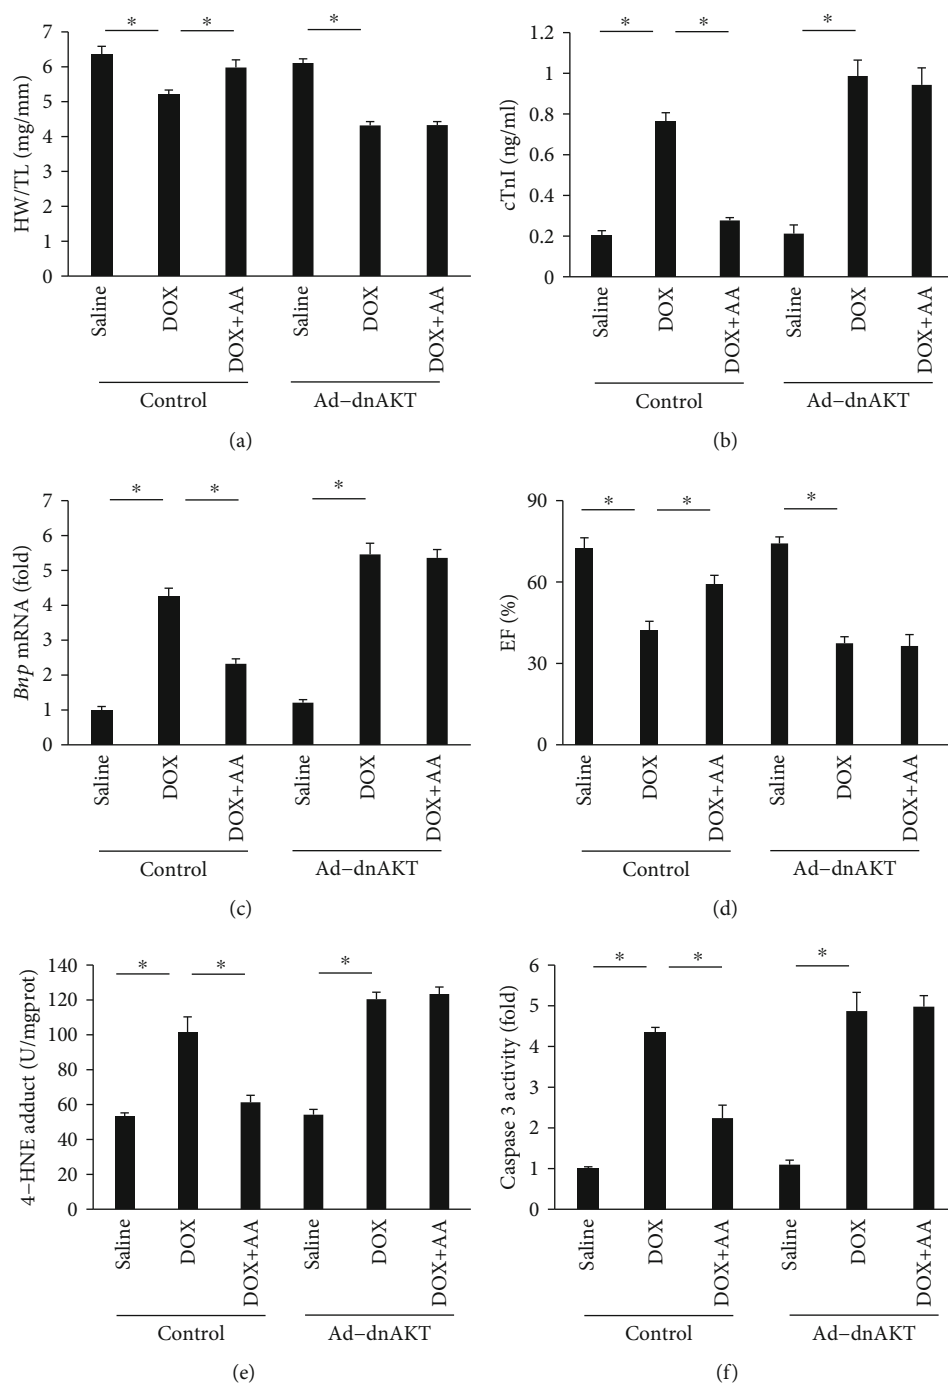 * * *
7
6
5
4
3
2
1
0
HW/TL (mg/mm)
Saline
DOX
DOX+AA
Saline
DOX
DOX+AA
Control
Ad–dnAKT
(a)
* * *
1.2
1
0.8
0.6
0.4
0.2
0
cTnI (ng/ml)
Saline
DOX
DOX+AA
Saline
DOX
DOX+AA
Control
Ad–dnAKT
(b)
* * *
7
6
5
4
3
2
1
0
Bnp mRNA (fold)
Saline
DOX
DOX+AA
Saline
DOX
DOX+AA
Control
Ad–dnAKT
(c)
* * *
90
60
30
0
EF (%)
Saline
DOX
DOX+AA
Saline
DOX
DOX+AA
Control
Ad–dnAKT
(d)
* * *
140
120
100
80
60
40
20
0
4–HNE adduct (U/mgprot)
Saline
DOX
DOX+AA
Saline
DOX
DOX+AA
Control
Ad–dnAKT
(e)
* * *
6
5
4
4
2
1
0
Caspase 3 activity (fold)
Saline
DOX
DOX+AA
Saline
DOX
DOX+AA
Control
Ad–dnAKT
(f)